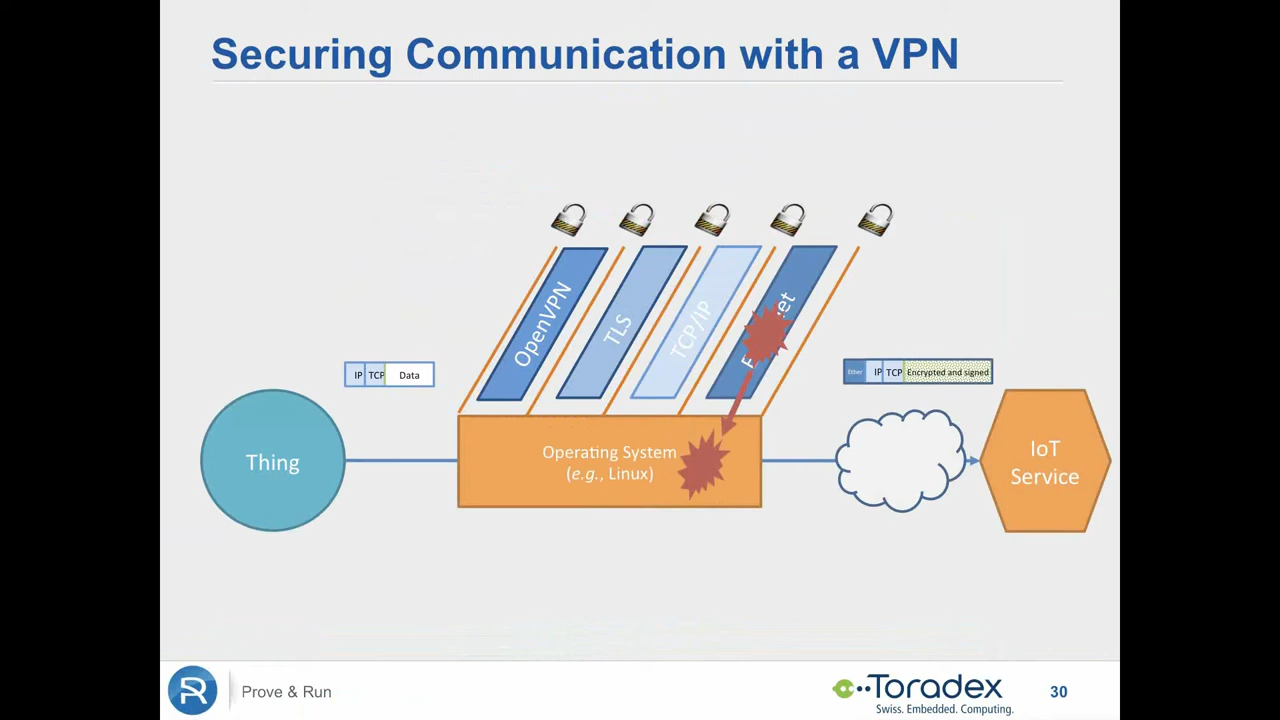 Securing Communication with a VPN
OpenVPN
TLS
TCP/IP
IP TCP Data
Ether IP TCP Encrypted and signed
Thing
Operating System
(e.g., Linux)
IoT
Service
Prove & Run
Toradex
Swiss. Embedded. Computing.
30